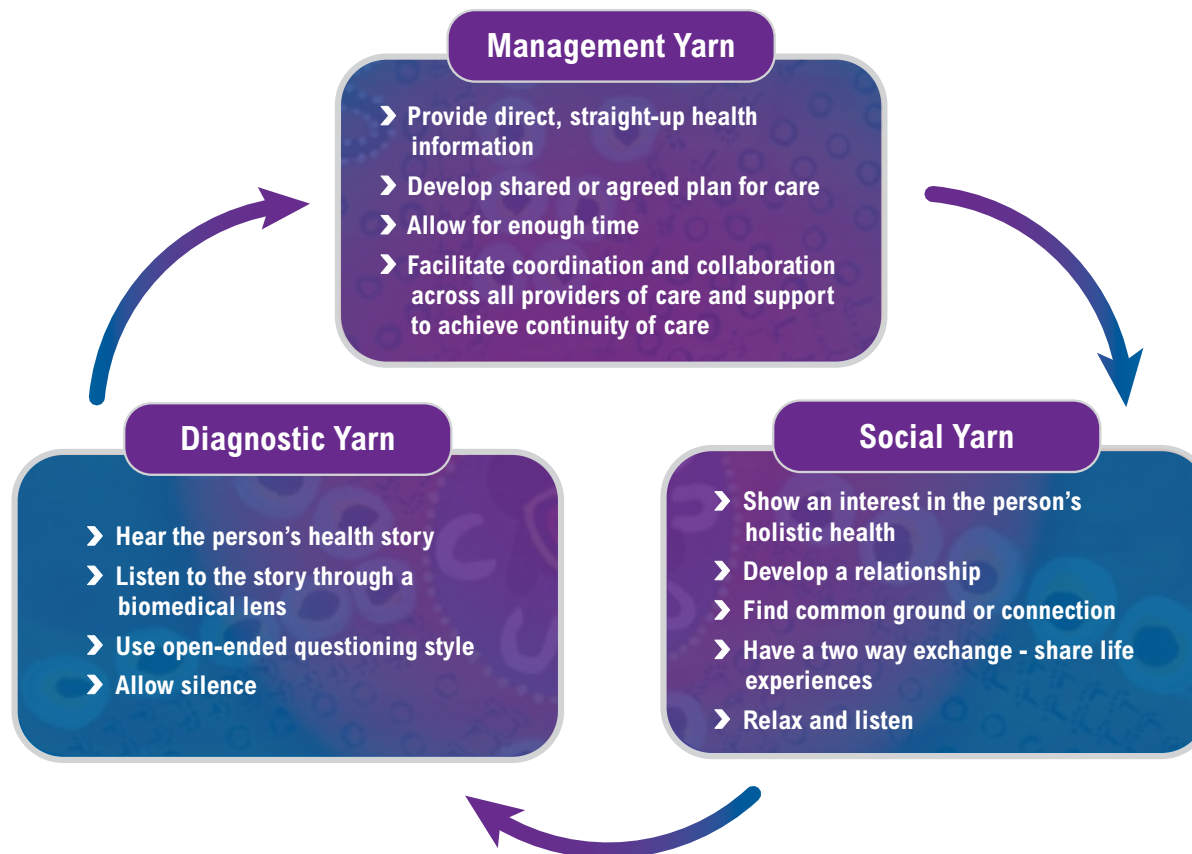 Management Yarn
❯ Provide direct, straight-up health
information
❯ Develop shared or agreed plan for care
❯ Allow for enough time
❯ Facilitate coordination and collaboration
across all providers of care and support
to achieve continuity of care
Diagnostic Yarn
❯ Hear the person’s health story
❯ Listen to the story through a
biomedical lens
❯ Use open-ended questioning style
❯ Allow silence
Social Yarn
❯ Show an interest in the person’s
holistic health
❯ Develop a relationship
❯ Find common ground or connection
❯ Have a two way exchange - share life
experiences
❯ Relax and listen